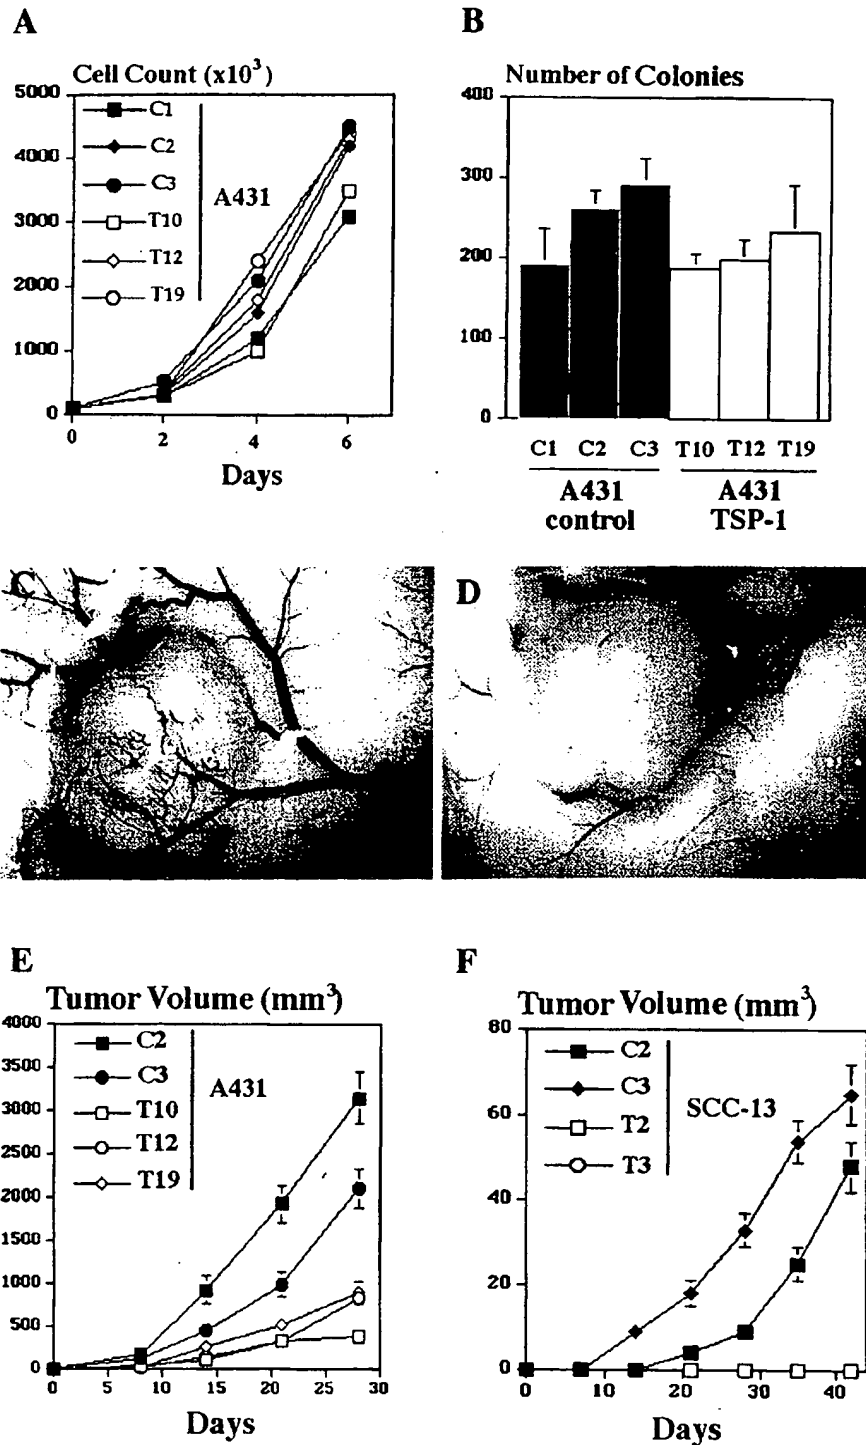 A
Cell Count (x10³)
5000
4000
3000
2000
1000
0
C1
C2
C3
T10
T12
T19
A431
0 2 4 6
Days
B
Number of Colonies
400
300
200
100
0
C1 C2 C3 T10 T12 T19
A431 A431
control TSP-1
C
D
E
Tumor Volume (mm³)
4000
3500
3000
2500
2000
1500
1000
500
0
C2
C3
T10
T12
T19
A431
0 5 10 15 20 25 30
Days
F
Tumor Volume (mm³)
80
60
40
20
0
C2
C3
T2
T3
SCC-13
0 10 20 30 40
Days